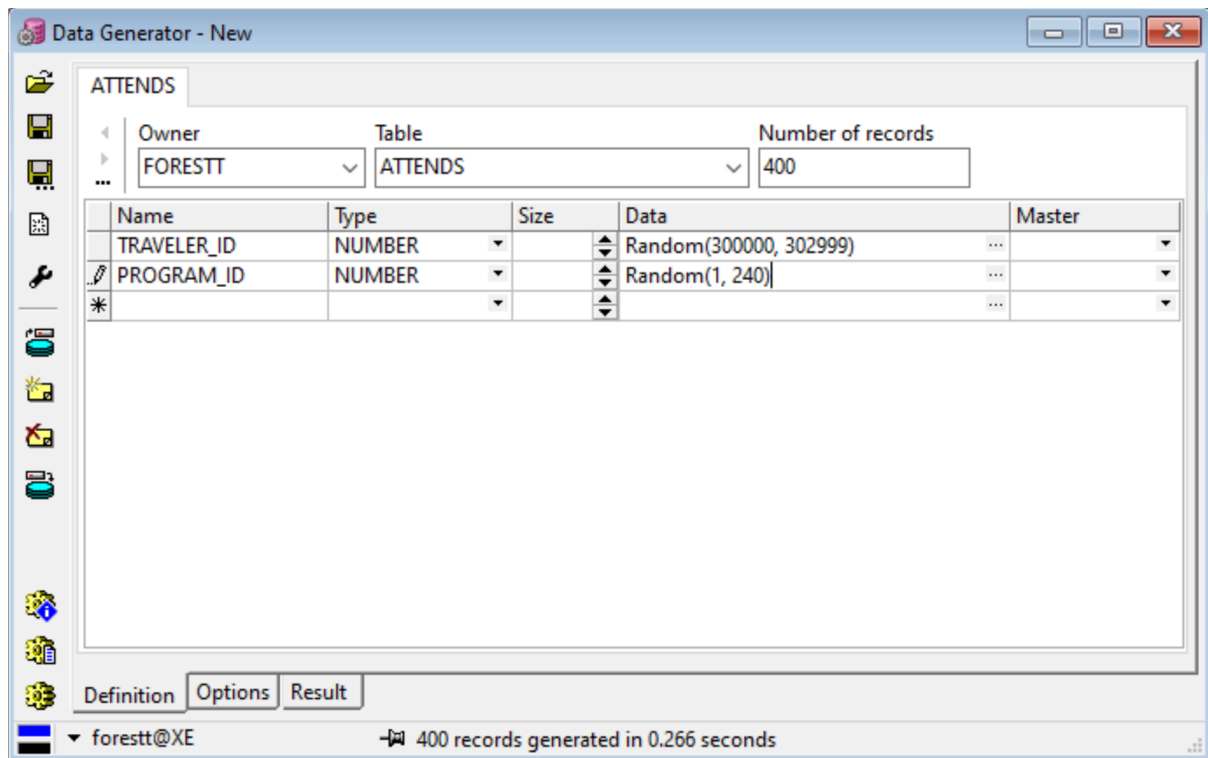 Data Generator - New
ATTENDS
Owner Table Number of records
FORESTT ATTENDS 400
...
Name Type Size Data Master
TRAVELER_ID NUMBER Random(300000, 302999) ...
PROGRAM_ID NUMBER Random(1, 240) ...
...
Definition Options Result
forestt@XE 400 records generated in 0.266 seconds